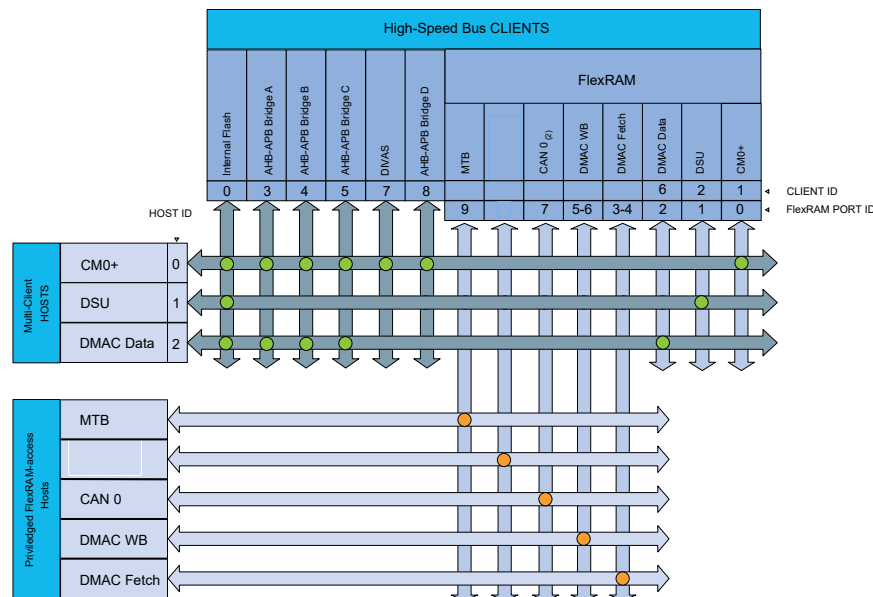 High-Speed Bus CLIENTS
Internal Flash
AHB-APB Bridge A
AHB-APB Bridge B
AHB-APB Bridge C
DIVAS
AHB-APB Bridge D
FlexRAM
MTB
CAN 0 (2)
DMAC WB
DMAC Fetch
DMAC Data
DSU
CM0+
0 3 4 5 7 8 6 2 1 CLIENT ID
9 7 5-6 3-4 2 1 0 FlexRAM PORT ID
HOST ID
Multi-Client
HOSTS
CM0+ 0
DSU 1
DMAC Data 2
Priviledged FlexRAM-access
Hosts
MTB
CAN 0
DMAC WB
DMAC Fetch